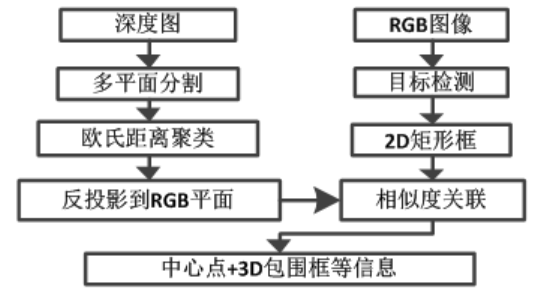 深度图
RGB图像
多平面分割
目标检测
欧氏距离聚类
2D矩形框
反投影到RGB平面
相似度关联
中心点+3D包围框等信息